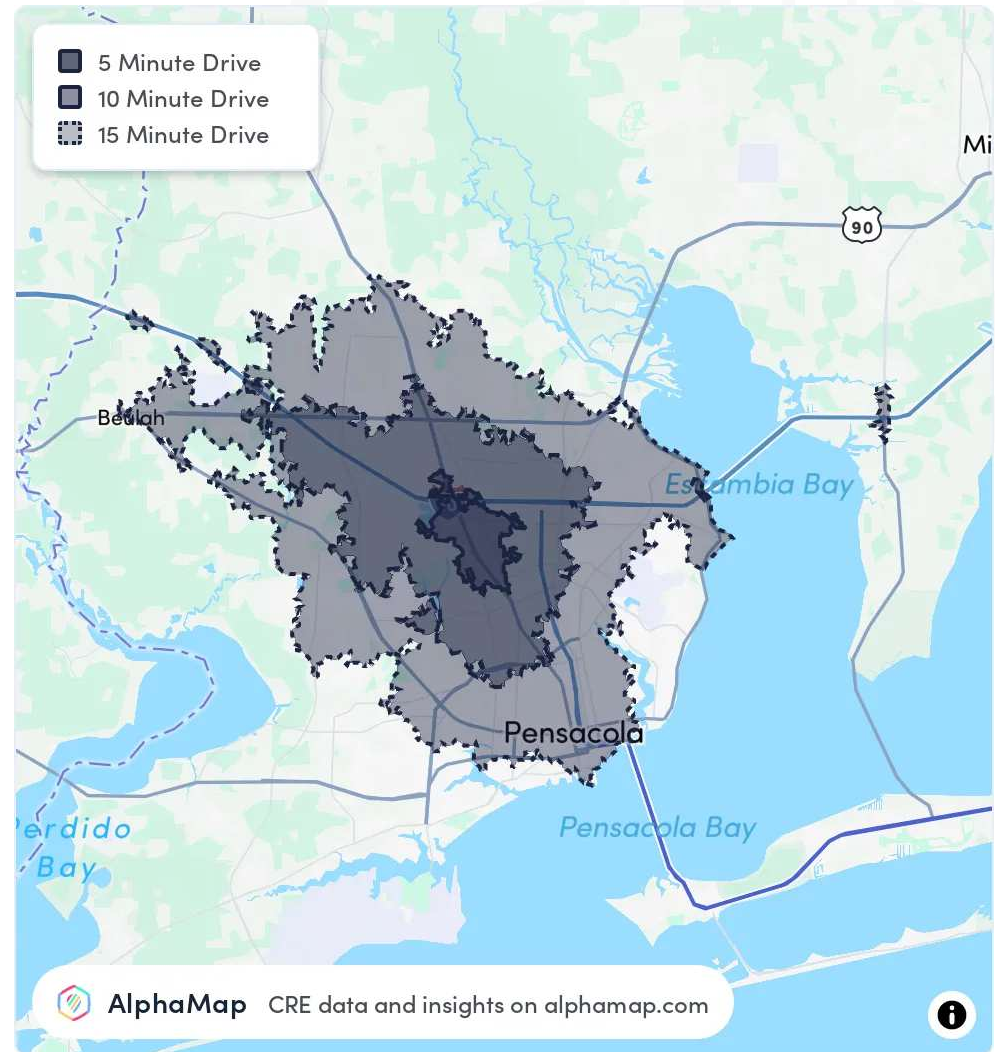 5 Minute Drive
10 Minute Drive
15 Minute Drive
Mi
90
Beulah
Escambia Bay
Pensacola
Pensacola Bay
Perdido
Bay
AlphaMap CRE data and insights on alphamap.com